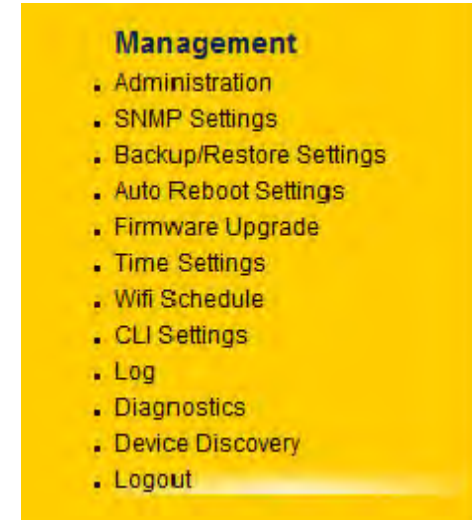 Management
Administration
SNMP Settings
Backup/Restore Settings
Auto Reboot Settings
Firmware Upgrade
Time Settings
Wifi Schedule
CLI Settings
Log
Diagnostics
Device Discovery
Logout